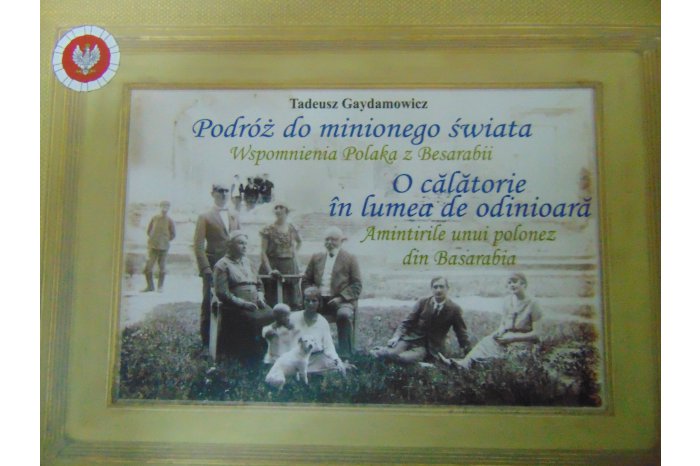 Tadeusz Gaydamowicz
Podróż do minionego świata
Wspomnienia Polaka z Besarabii
O călătorie
în lumea de odinioară
Amintirile unui polonez
din Basarabia